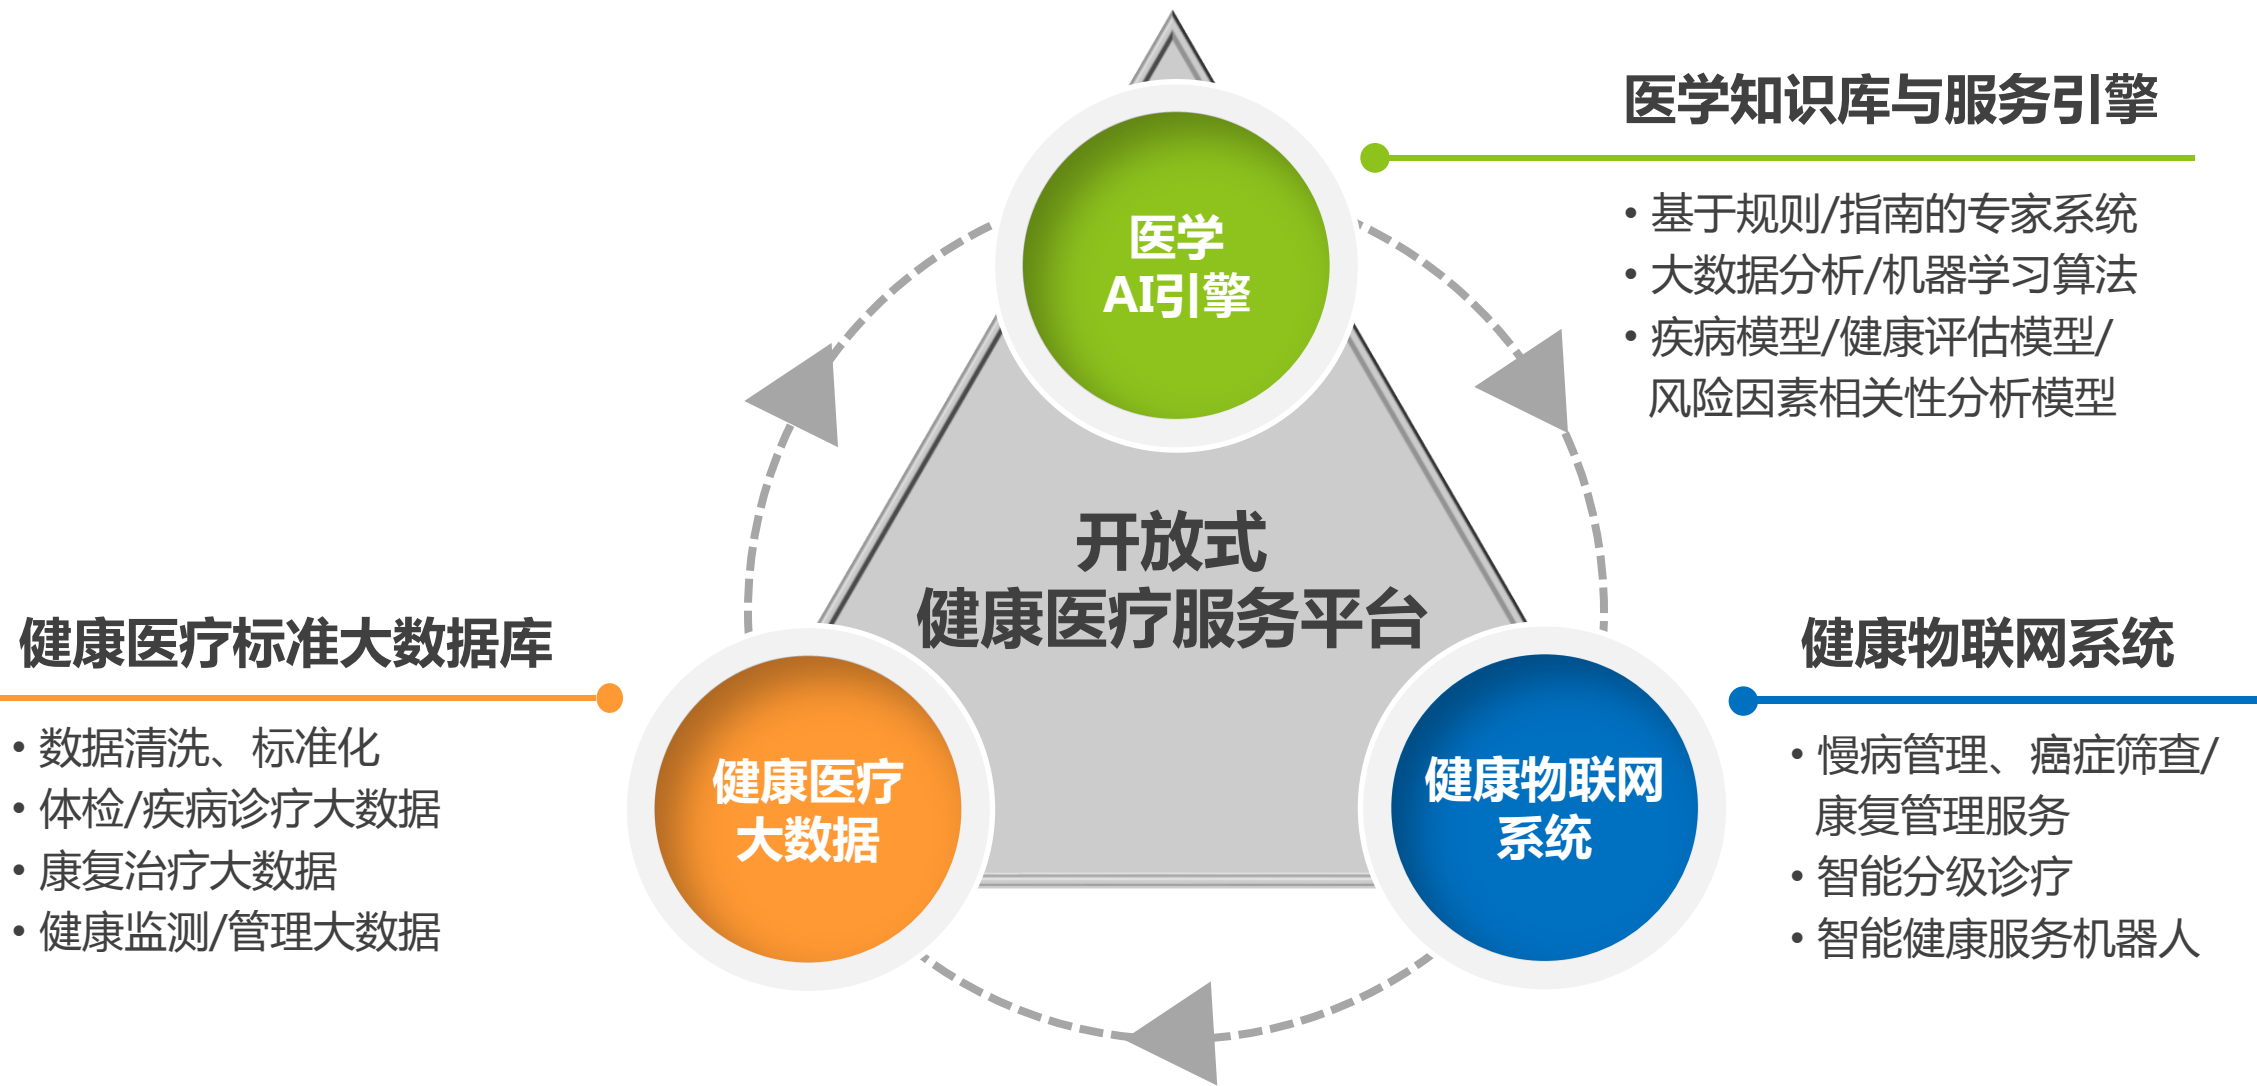 医学知识库与服务引擎
• 基于规则/指南的专家系统
• 大数据分析/机器学习算法
• 疾病模型/健康评估模型/
风险因素相关性分析模型
医学
AI引擎
开放式
健康医疗服务平台
健康医疗标准大数据库
• 数据清洗、标准化
• 体检/疾病诊疗大数据
• 康复治疗大数据
• 健康监测/管理大数据
健康医疗
大数据
健康物联网
系统
健康物联网系统
• 慢病管理、癌症筛查/
康复管理服务
• 智能分级诊疗
• 智能健康服务机器人